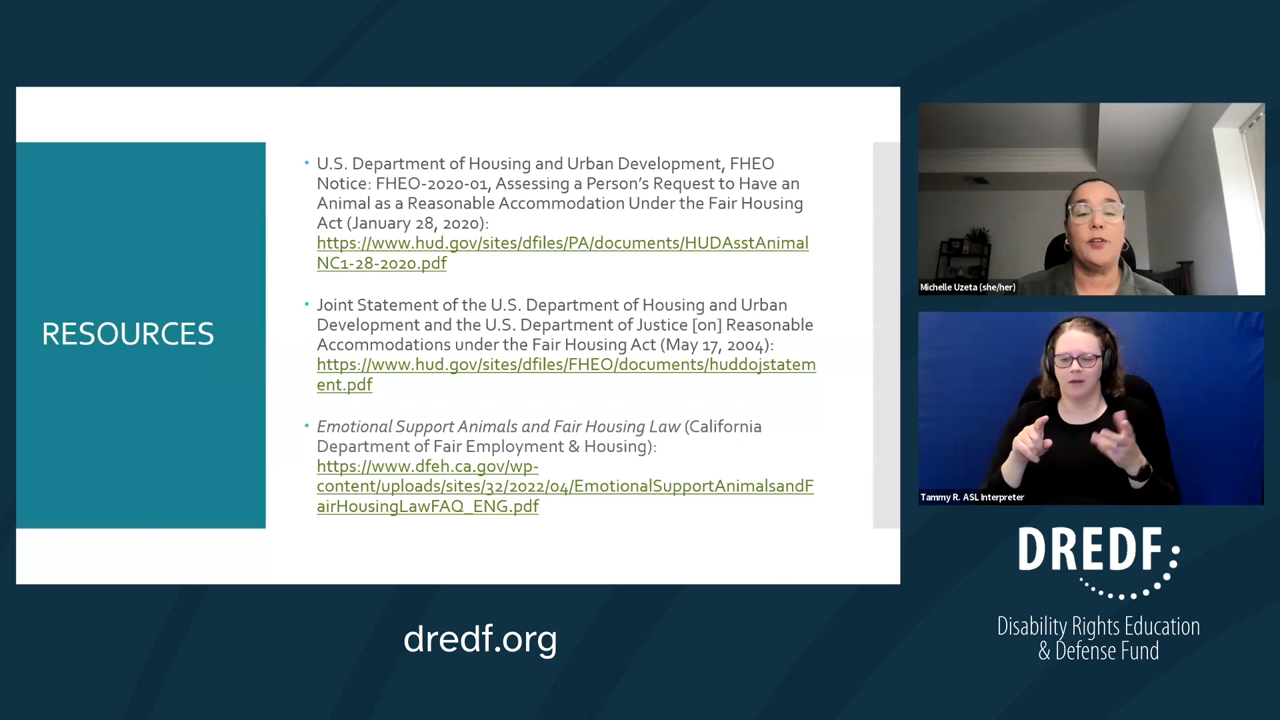 RESOURCES
• U.S. Department of Housing and Urban Development, FHEO
Notice: FHEO-2020-01, Assessing a Person's Request to Have an
Animal as a Reasonable Accommodation Under the Fair Housing
Act (January 28, 2020):
https://www.hud.gov/sites/dfiles/PA/documents/HUDAsstAnimal
NC1-28-2020.pdf
• Joint Statement of the U.S. Department of Housing and Urban
Development and the U.S. Department of Justice [on] Reasonable
Accommodations under the Fair Housing Act (May 17, 2004):
https://www.hud.gov/sites/dfiles/FHEO/documents/huddojstatem
ent.pdf
• Emotional Support Animals and Fair Housing Law (California
Department of Fair Employment & Housing):
https://www.dfeh.ca.gov/wp-
content/uploads/sites/32/2022/04/EmotionalSupportAnimalsandF
airHousingLawFAQ_ENG.pdf
Michelle Uzeta (she/her)
Tammy R. ASL Interpreter
DREDF
Disability Rights Education
& Defense Fund
dredf.org